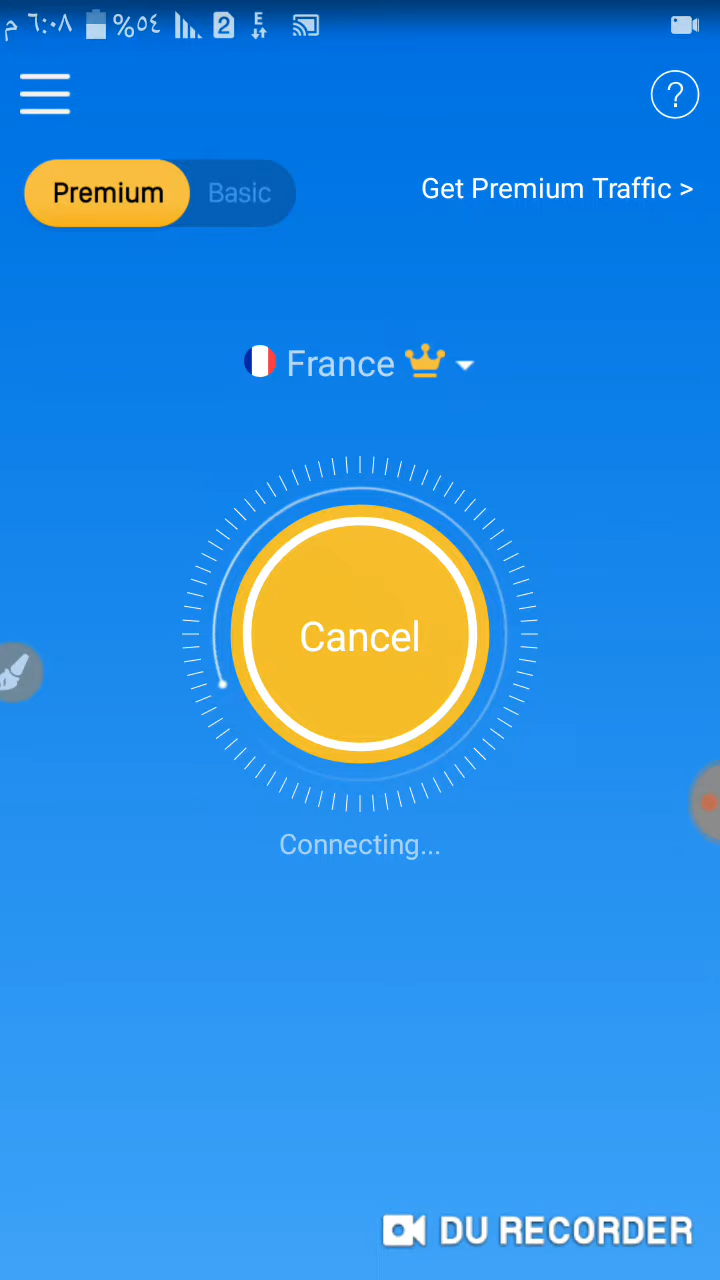 م ٦:٠٨ %٥٤ 2 E
?
Premium Basic
Get Premium Traffic >
France
Cancel
Connecting...
DU RECORDER